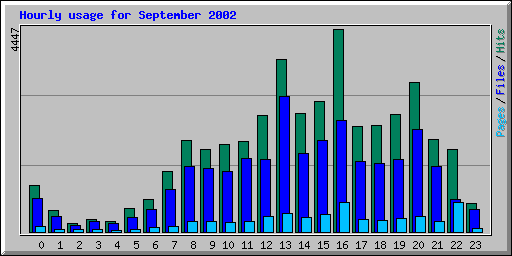 Hourly usage for September 2002
4447
Pages / Files / Hits
0 1 2 3 4 5 6 7 8 9 10 11 12 13 14 15 16 17 18 19 20 21 22 23